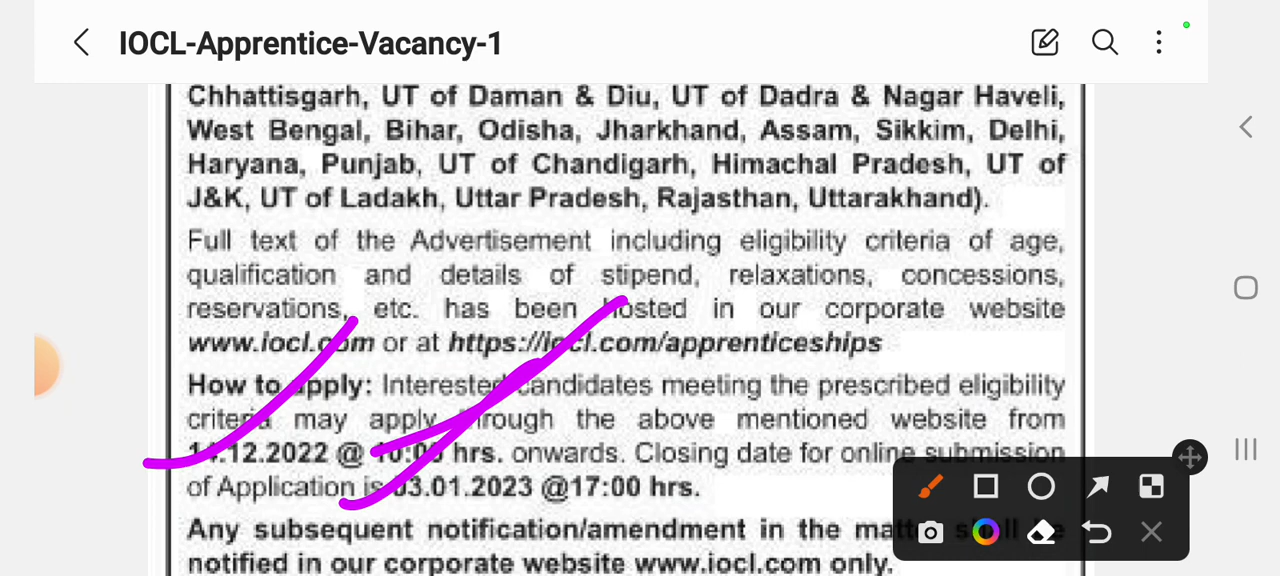 IOCL-Apprentice-Vacancy-1
Chhattisgarh, UT of Daman & Diu, UT of Dadra & Nagar Haveli,
West Bengal, Bihar, Odisha, Jharkhand, Assam, Sikkim, Delhi,
Haryana, Punjab, UT of Chandigarh, Himachal Pradesh, UT of
J&K, UT of Ladakh, Uttar Pradesh, Rajasthan, Uttarakhand).
Full text of the Advertisement including eligibility criteria of age,
qualification and details of stipend, relaxations, concessions,
reservations, etc. has been hosted in our corporate website
www.iocl.com or at https://iocl.com/apprenticeships
How to apply: Interested candidates meeting the prescribed eligibility
criteria may apply through the above mentioned website from
14.12.2022 @ 10:00 hrs. onwards. Closing date for online submission
of Application is 03.01.2023 @17:00 hrs.
Any subsequent notification/amendment in the matter shall be
notified in our corporate website www.iocl.com only.